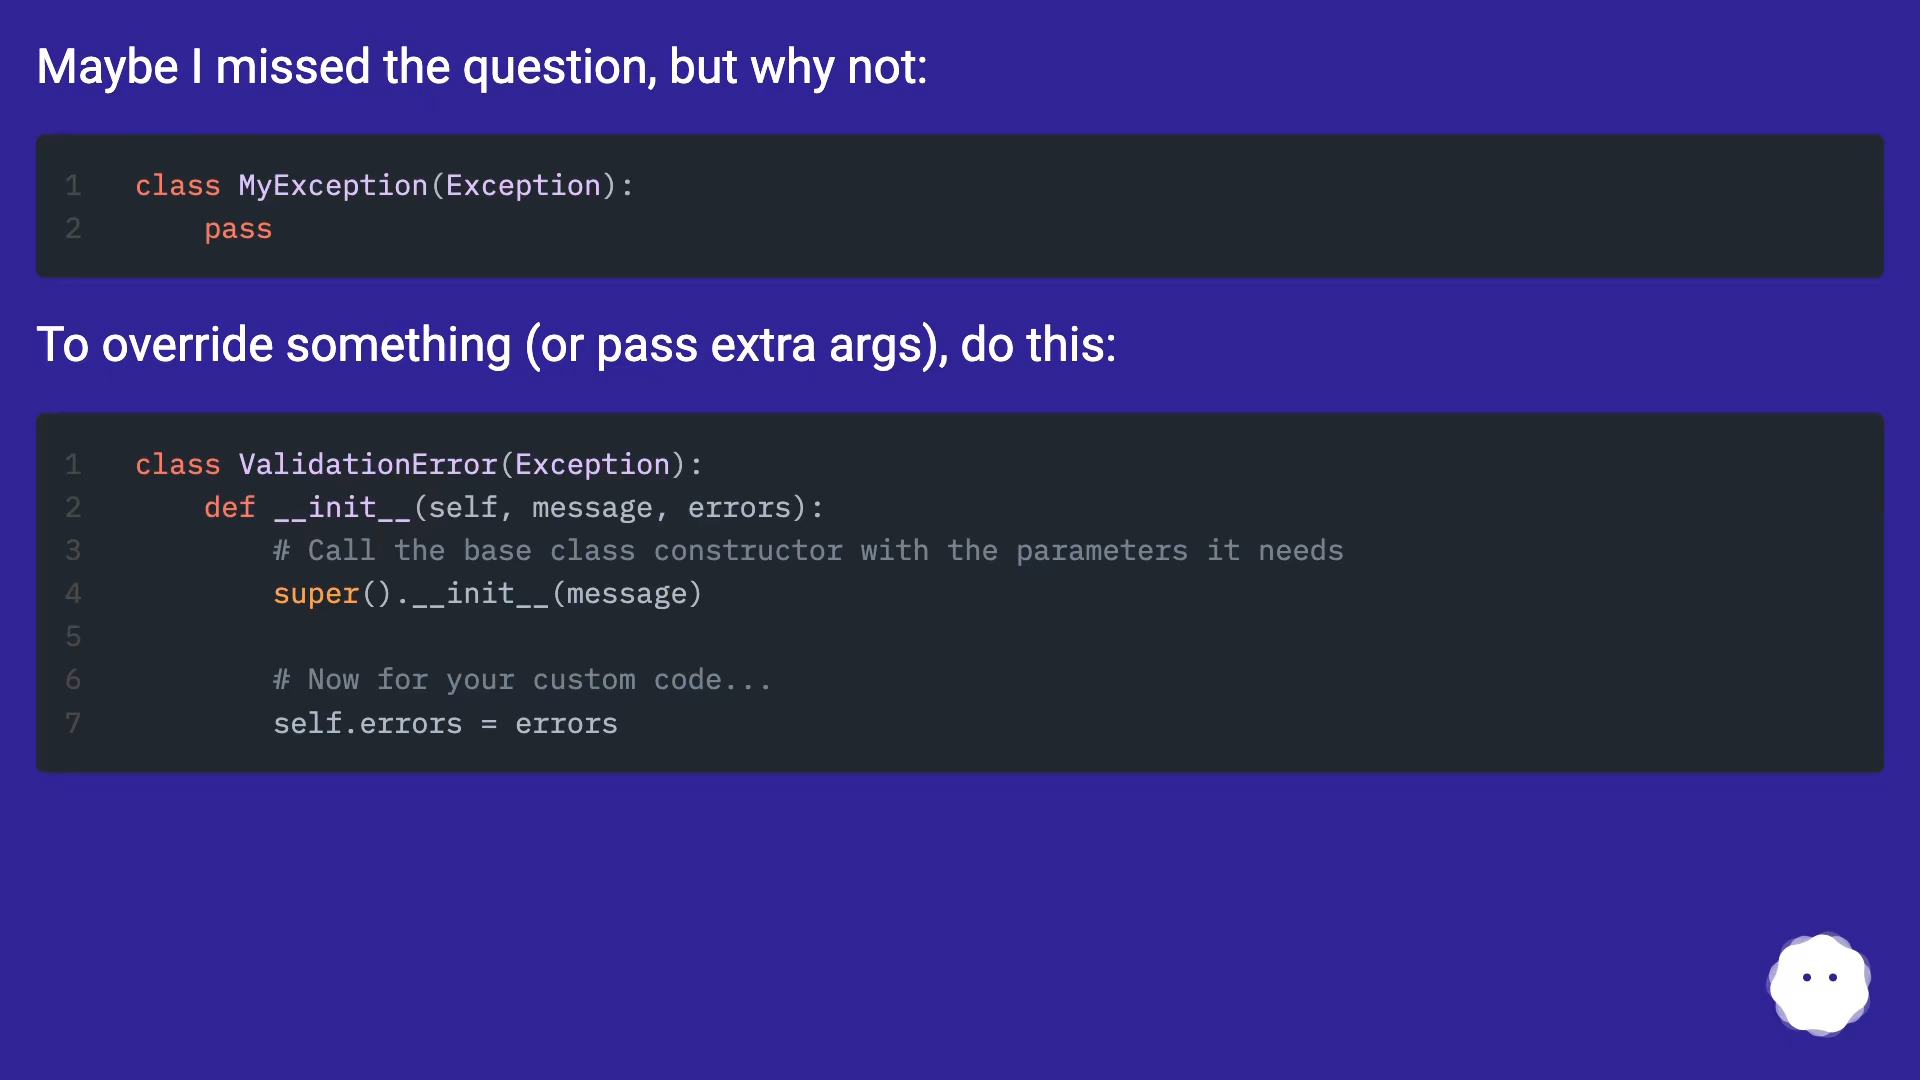 Maybe I missed the question, but why not:
1 class MyException(Exception):
2     pass
To override something (or pass extra args), do this:
1 class ValidationError(Exception):
2     def __init__(self, message, errors):
3         # Call the base class constructor with the parameters it needs
4         super().__init__(message)
5
6         # Now for your custom code...
7         self.errors = errors